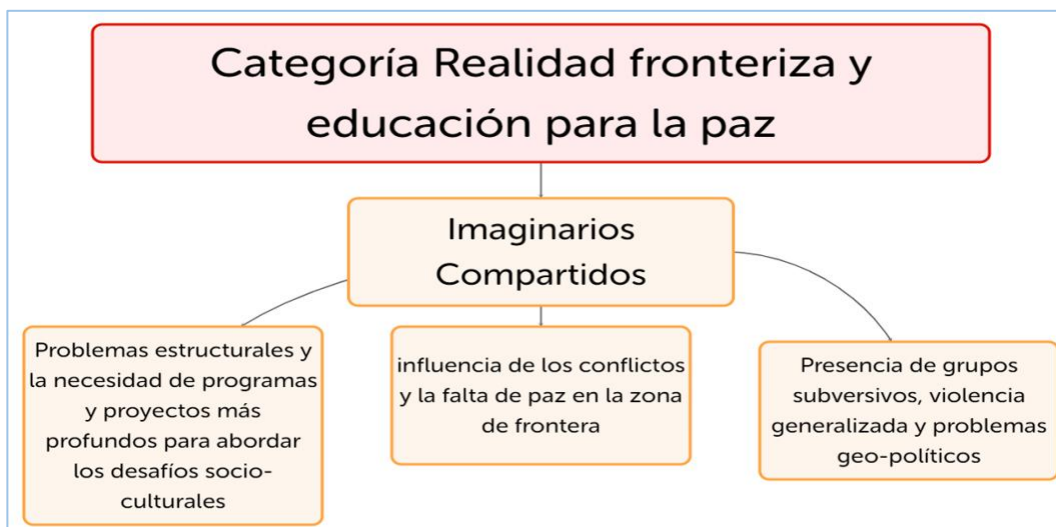 Categoría Realidad fronteriza y
educación para la paz
Imaginarios
Compartidos
Problemas estructurales y
la necesidad de programas
y proyectos más
profundos para abordar
los desafíos socio-
culturales
influencia de los conflictos
y la falta de paz en la zona
de frontera
Presencia de grupos
subversivos, violencia
generalizada y problemas
geo-políticos